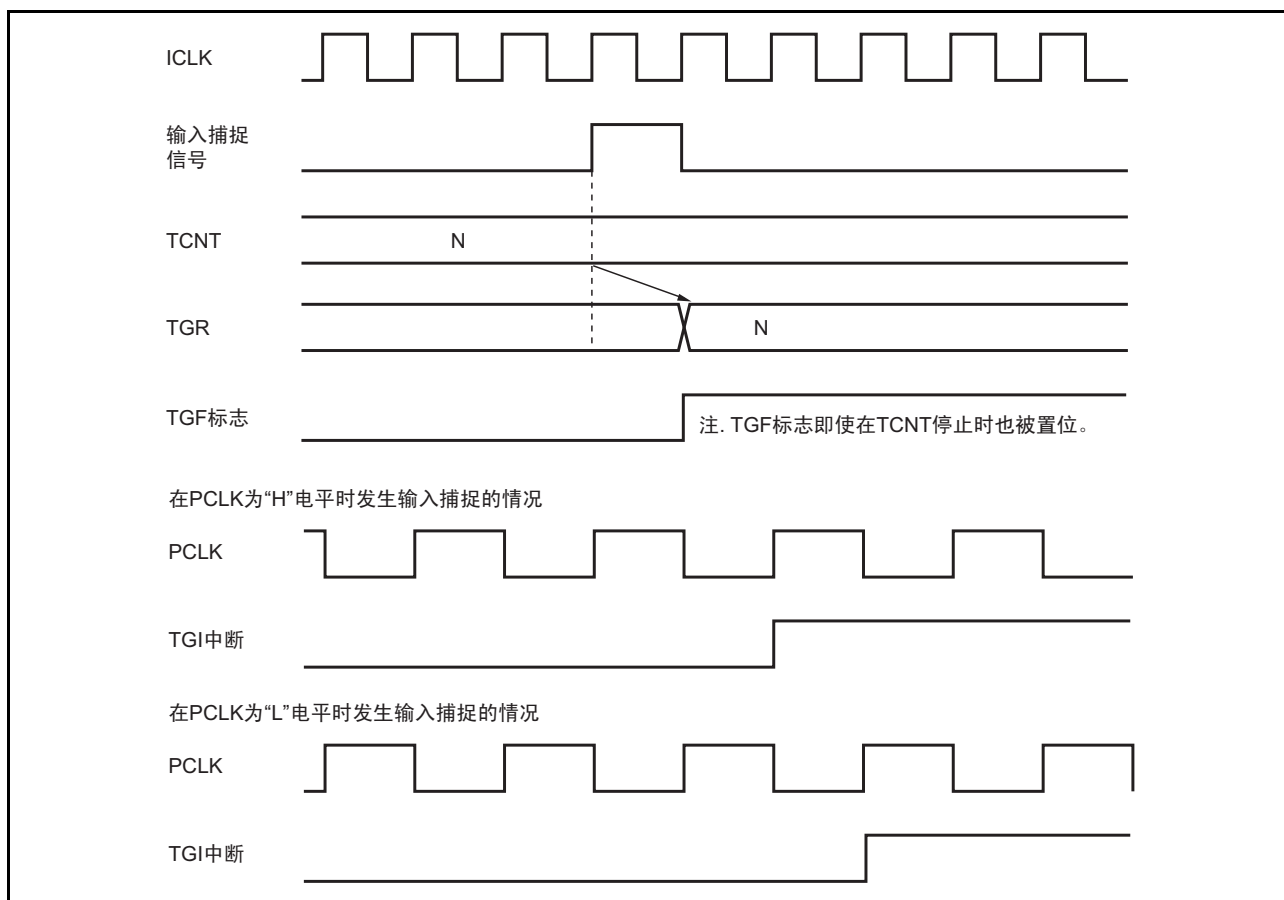 ICLK
输入捕捉
信号
TCNT
N
TGR
N
TGF标志
注. TGF标志即使在TCNT停止时也被置位。
在PCLK为“H”电平时发生输入捕捉的情况
PCLK
TGI中断
在PCLK为“L”电平时发生输入捕捉的情况
PCLK
TGI中断